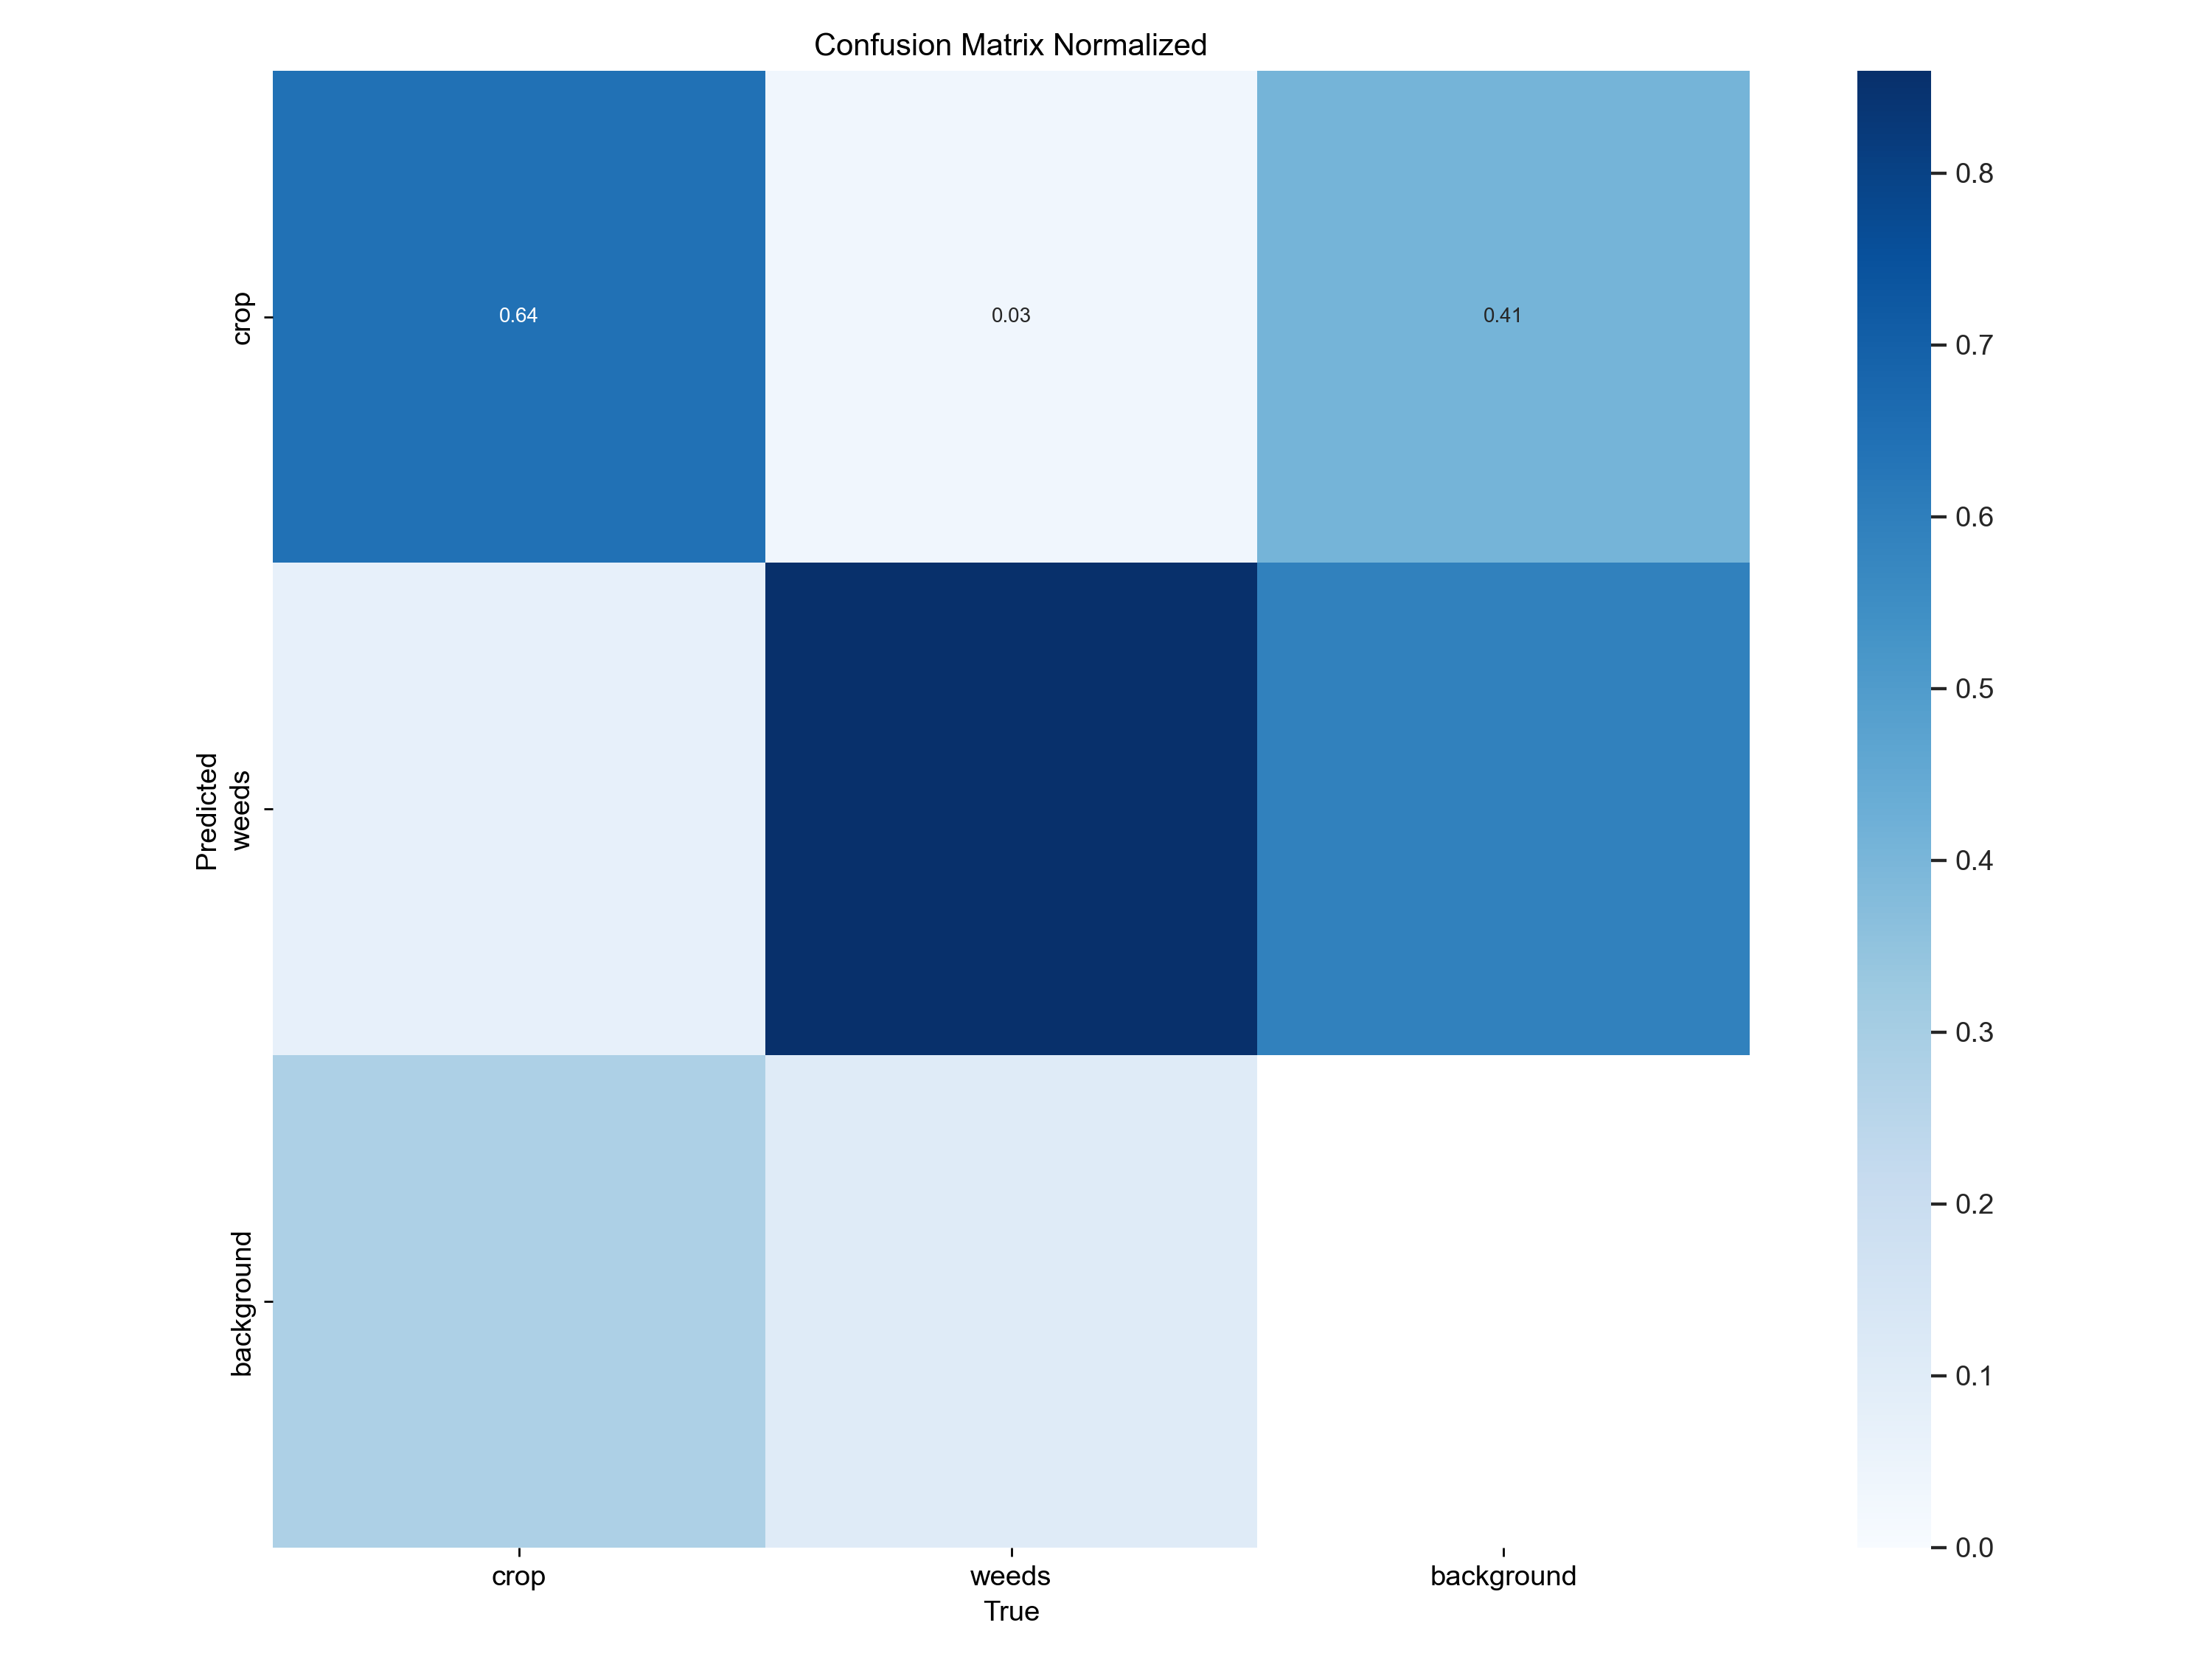 Confusion Matrix Normalized
crop
0.64
0.03
0.41
Predicted
weeds
background
crop
weeds
background
True
0.8
0.7
0.6
0.5
0.4
0.3
0.2
0.1
0.0